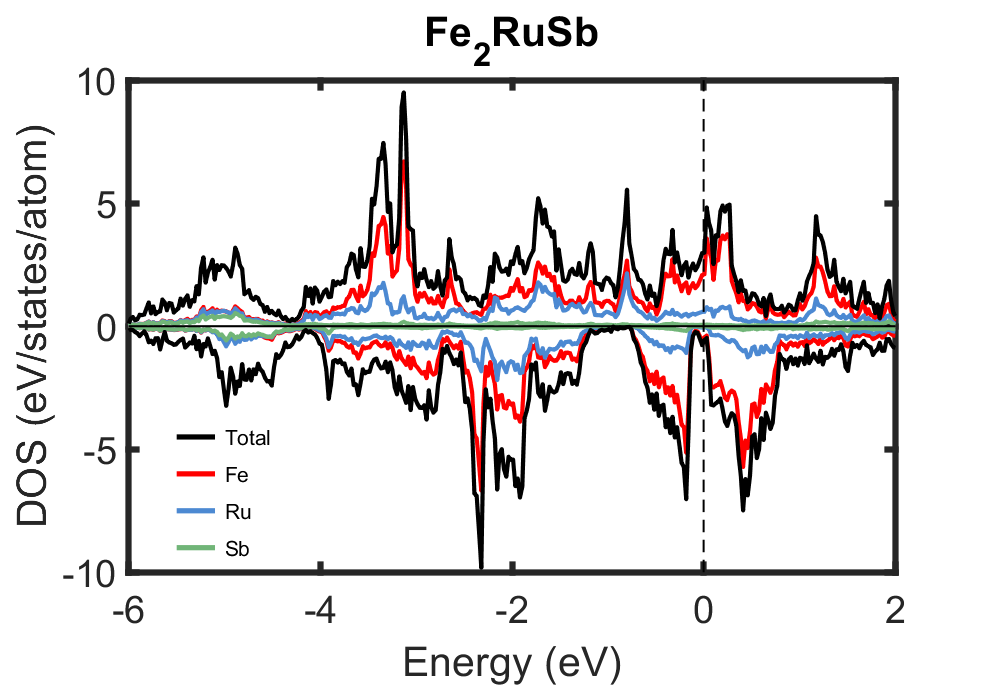 Fe₂RuSb
DOS (eV/states/atom)
10
5
0
-5
-10
Total
Fe
Ru
Sb
-6 -4 -2 0 2
Energy (eV)